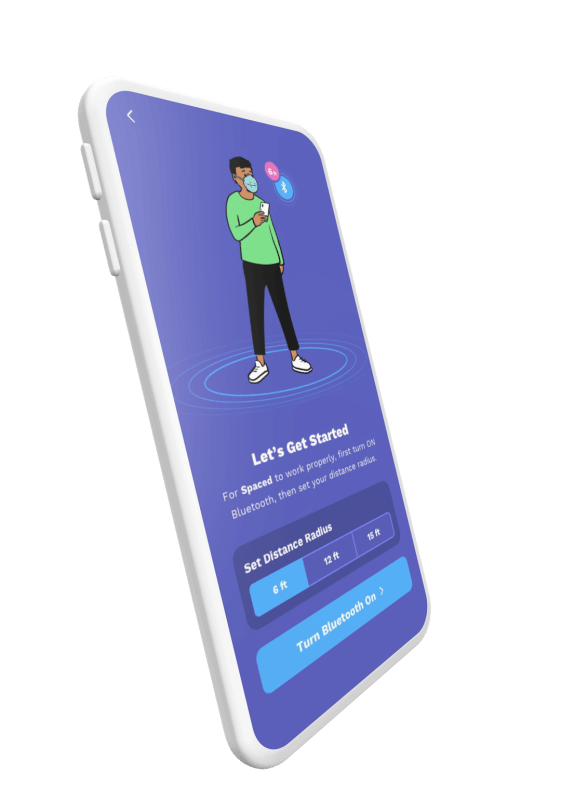 6 ft
Let's Get Started
For Spaced to work properly, first turn ON
Bluetooth, then set your distance radius.
Set Distance Radius
6 ft
12 ft
15 ft
Turn Bluetooth On